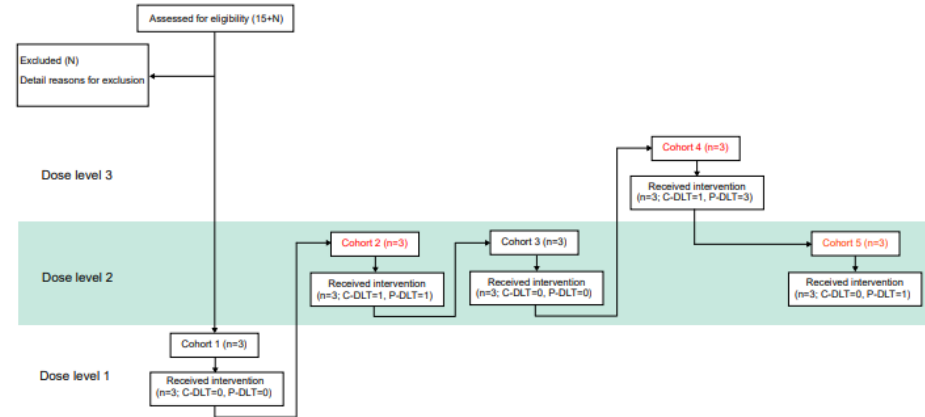 Assessed for eligibility (15+N)
Excluded (N)
Detail reasons for exclusion
Dose level 3
Cohort 4 (n=3)
Received intervention
(n=3; C-DLT=1, P-DLT=3)
Dose level 2
Cohort 2 (n=3)
Received intervention
(n=3; C-DLT=1, P-DLT=1)
Cohort 3 (n=3)
Received intervention
(n=3; C-DLT=0, P-DLT=0)
Cohort 5 (n=3)
Received intervention
(n=3; C-DLT=0, P-DLT=1)
Dose level 1
Cohort 1 (n=3)
Received intervention
(n=3; C-DLT=0, P-DLT=0)